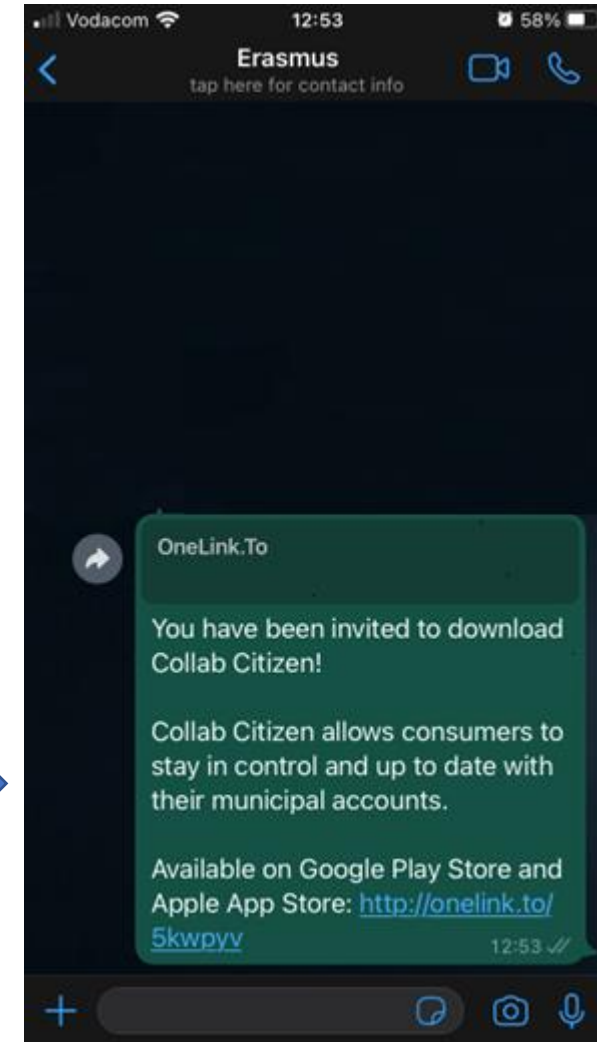 Vodacom 12:53 58%
Erasmus
tap here for contact info
OneLink.To
You have been invited to download
Collab Citizen!
Collab Citizen allows consumers to
stay in control and up to date with
their municipal accounts.
Available on Google Play Store and
Apple App Store: http://onelink.to/
5kwpyv 12:53